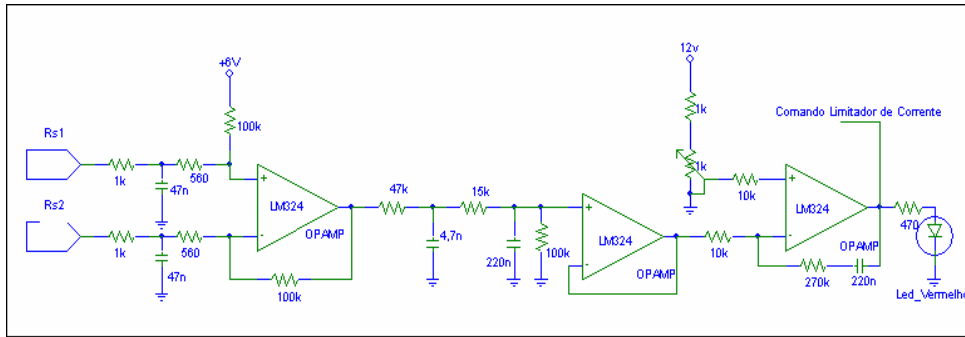 +6V
12v
1k
Comando Limitador de Corrente
100k
Rs1
1k
1k
560
47n
+
LM324
-
OPAMP
47k
15k
10k
+
LM324
-
OPAMP
470
Rs2
1k
560
47n
100k
4,7n
220n
100k
+
LM324
-
OPAMP
10k
270k
220n
Led_Vermelho